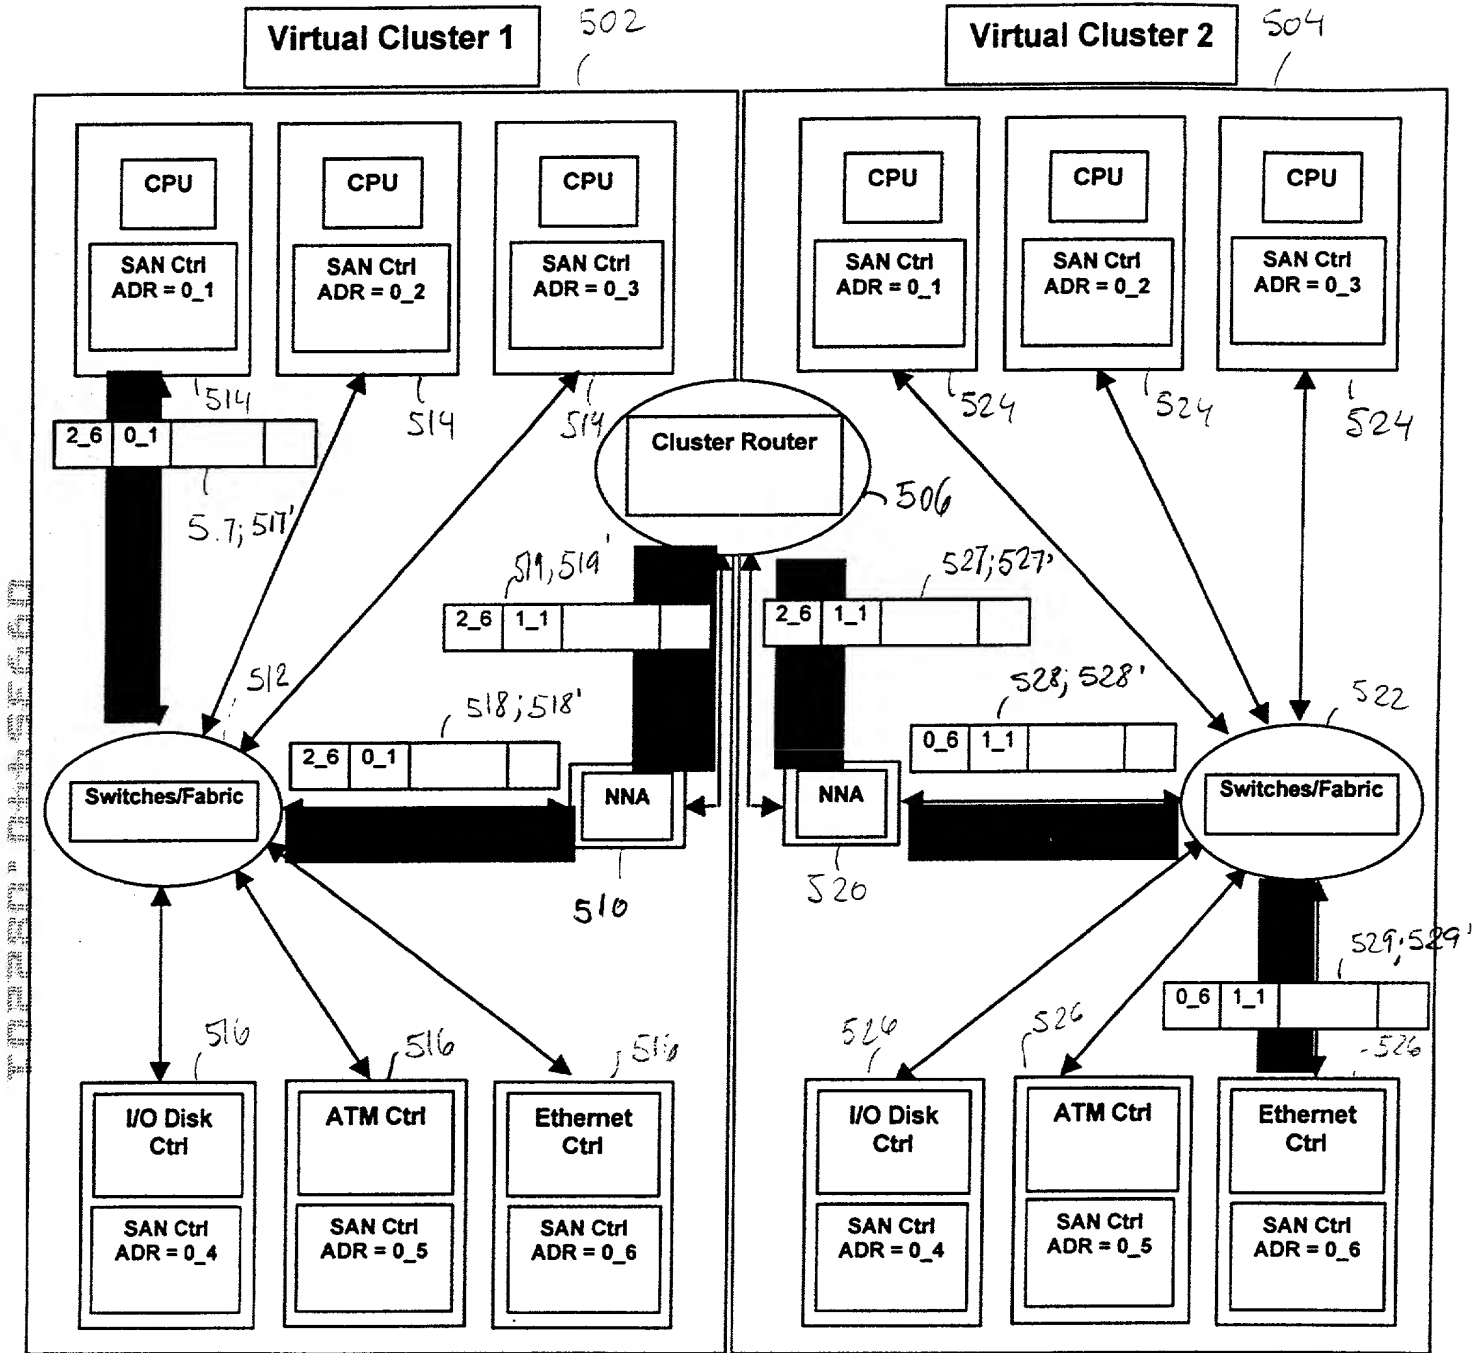 Virtual Cluster 1
502
Virtual Cluster 2
504
CPU
CPU
CPU
CPU
CPU
CPU
SAN Ctrl
ADR = 0_1
SAN Ctrl
ADR = 0_2
SAN Ctrl
ADR = 0_3
SAN Ctrl
ADR = 0_1
SAN Ctrl
ADR = 0_2
SAN Ctrl
ADR = 0_3
514
514
514
524
524
524
2_6 0_1
Cluster Router
506
5.7; 517'
519, 519'
527; 527'
2_6 1_1
2_6 1_1
512
518; 518'
528; 528'
522
2_6 0_1
0_6 1_1
Switches/Fabric
NNA
NNA
Switches/Fabric
510
520
529; 529'
0_6 1_1
516
516
516
526
526
526
I/O Disk
Ctrl
ATM Ctrl
Ethernet
Ctrl
I/O Disk
Ctrl
ATM Ctrl
Ethernet
Ctrl
SAN Ctrl
ADR = 0_4
SAN Ctrl
ADR = 0_5
SAN Ctrl
ADR = 0_6
SAN Ctrl
ADR = 0_4
SAN Ctrl
ADR = 0_5
SAN Ctrl
ADR = 0_6